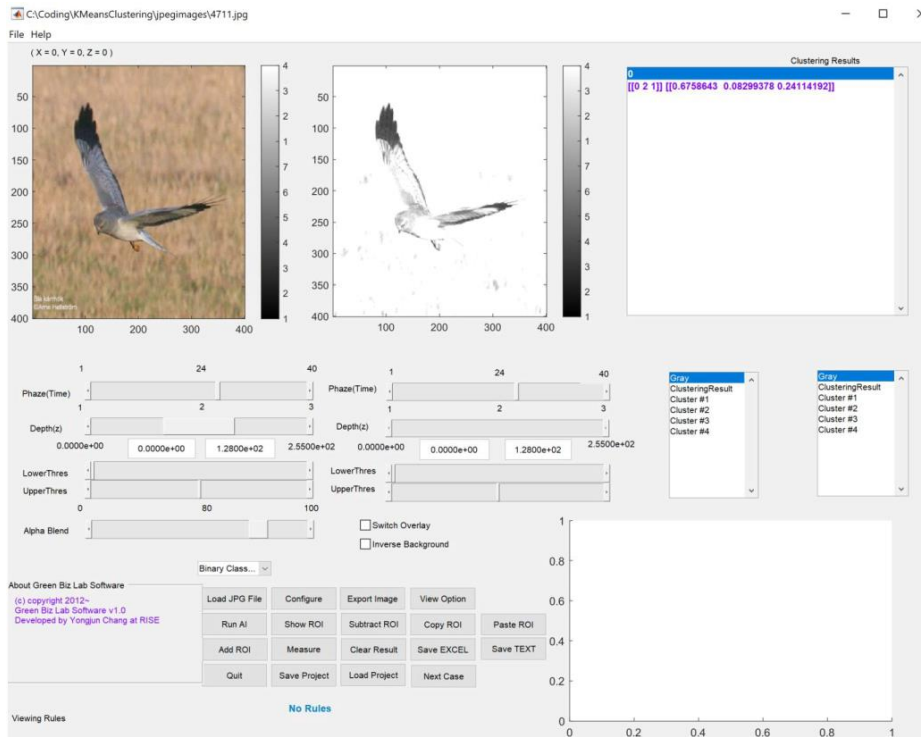 C:\Coding\KMeansClustering\jpegimages\4711.jpg
File Help
( X = 0, Y = 0, Z = 0 )
Clustering Results
0
[[0 2 1]] [[0.6758643 0.08299378 0.24114192]]
50
100
150
200
250
300
350
400
100 200 300 400
4
3
2
1
7
6
5
4
3
2
1
50
100
150
200
250
300
350
400
100 200 300 400
4
3
2
1
7
6
5
4
3
2
1
1 24 40
Phaze(Time)
1 2 3
Depth(z)
0.0000e+00 0.0000e+00 1.2800e+02 2.5500e+02
LowerThres
UpperThres
0 80 100
Alpha Blend
1 24 40
Phaze(Time)
1 2 3
Depth(z)
0.0000e+00 0.0000e+00 1.2800e+02 2.5500e+02
LowerThres
UpperThres
Switch Overlay
Inverse Background
Gray
ClusteringResult
Cluster #1
Cluster #2
Cluster #3
Cluster #4
Gray
ClusteringResult
Cluster #1
Cluster #2
Cluster #3
Cluster #4
Binary Class...
About Green Biz Lab Software
(c) copyright 2012~
Green Biz Lab Software v1.0
Developed by Yongjun Chang at RISE
Load JPG File Configure Export Image View Option
Run AI Show ROI Subtract ROI Copy ROI Paste ROI
Add ROI Measure Clear Result Save EXCEL Save TEXT
Quit Save Project Load Project Next Case
No Rules
Viewing Rules
1
0.8
0.6
0.4
0.2
0
0 0.2 0.4 0.6 0.8 1